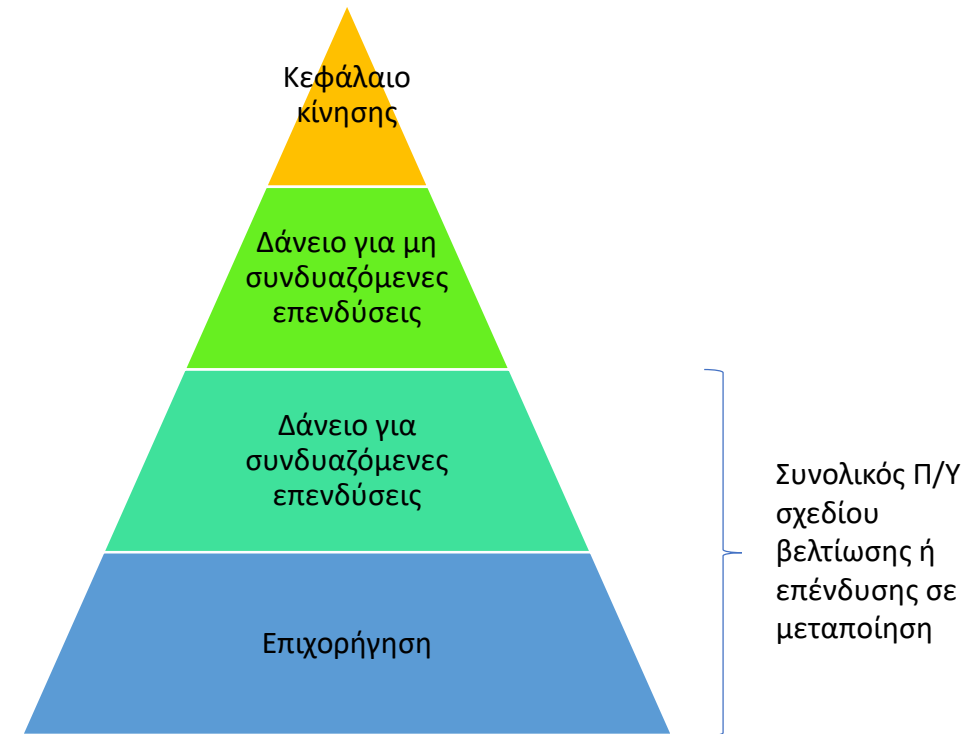 Κεφάλαιο
κίνησης
Δάνειο για μη
συνδυαζόμενες
επενδύσεις
Δάνειο για
συνδυαζόμενες
επενδύσεις
Επιχορήγηση
Συνολικός Π/Υ
σχεδίου
βελτίωσης ή
επένδυσης σε
μεταποίηση